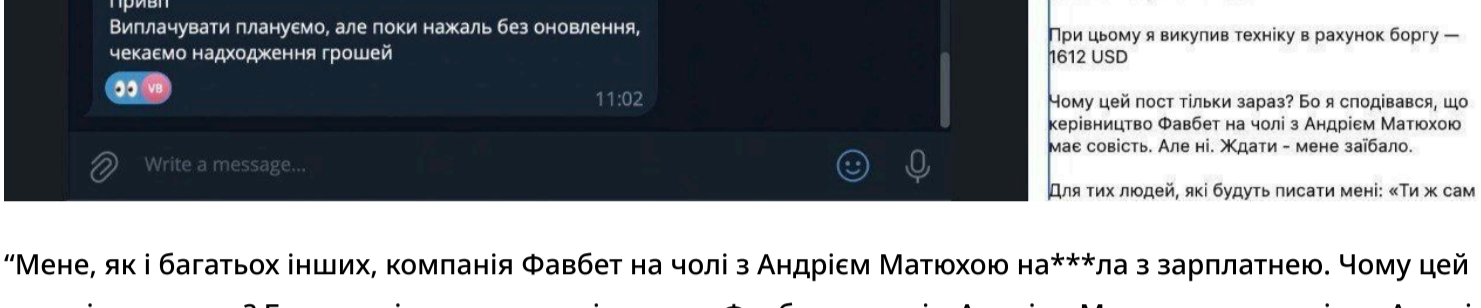 Привіт
Виплачувати плануємо, але поки нажаль без оновлення,
чекаємо надходження грошей
VB
11:02
Write a message...
При цьому я викупив техніку в рахунок боргу —
1612 USD
Чому цей пост тільки зараз? Бо я сподівався, що
керівництво Фавбет на чолі з Андрієм Матюхою
має совість. Але ні. Ждати - мене заїбало.
Для тих людей, які будуть писати мені: «Ти ж сам
“Мене, як і багатьох інших, компанія Фавбет на чолі з Андрієм Матюхою на***ла з зарплатнею. Чому цей